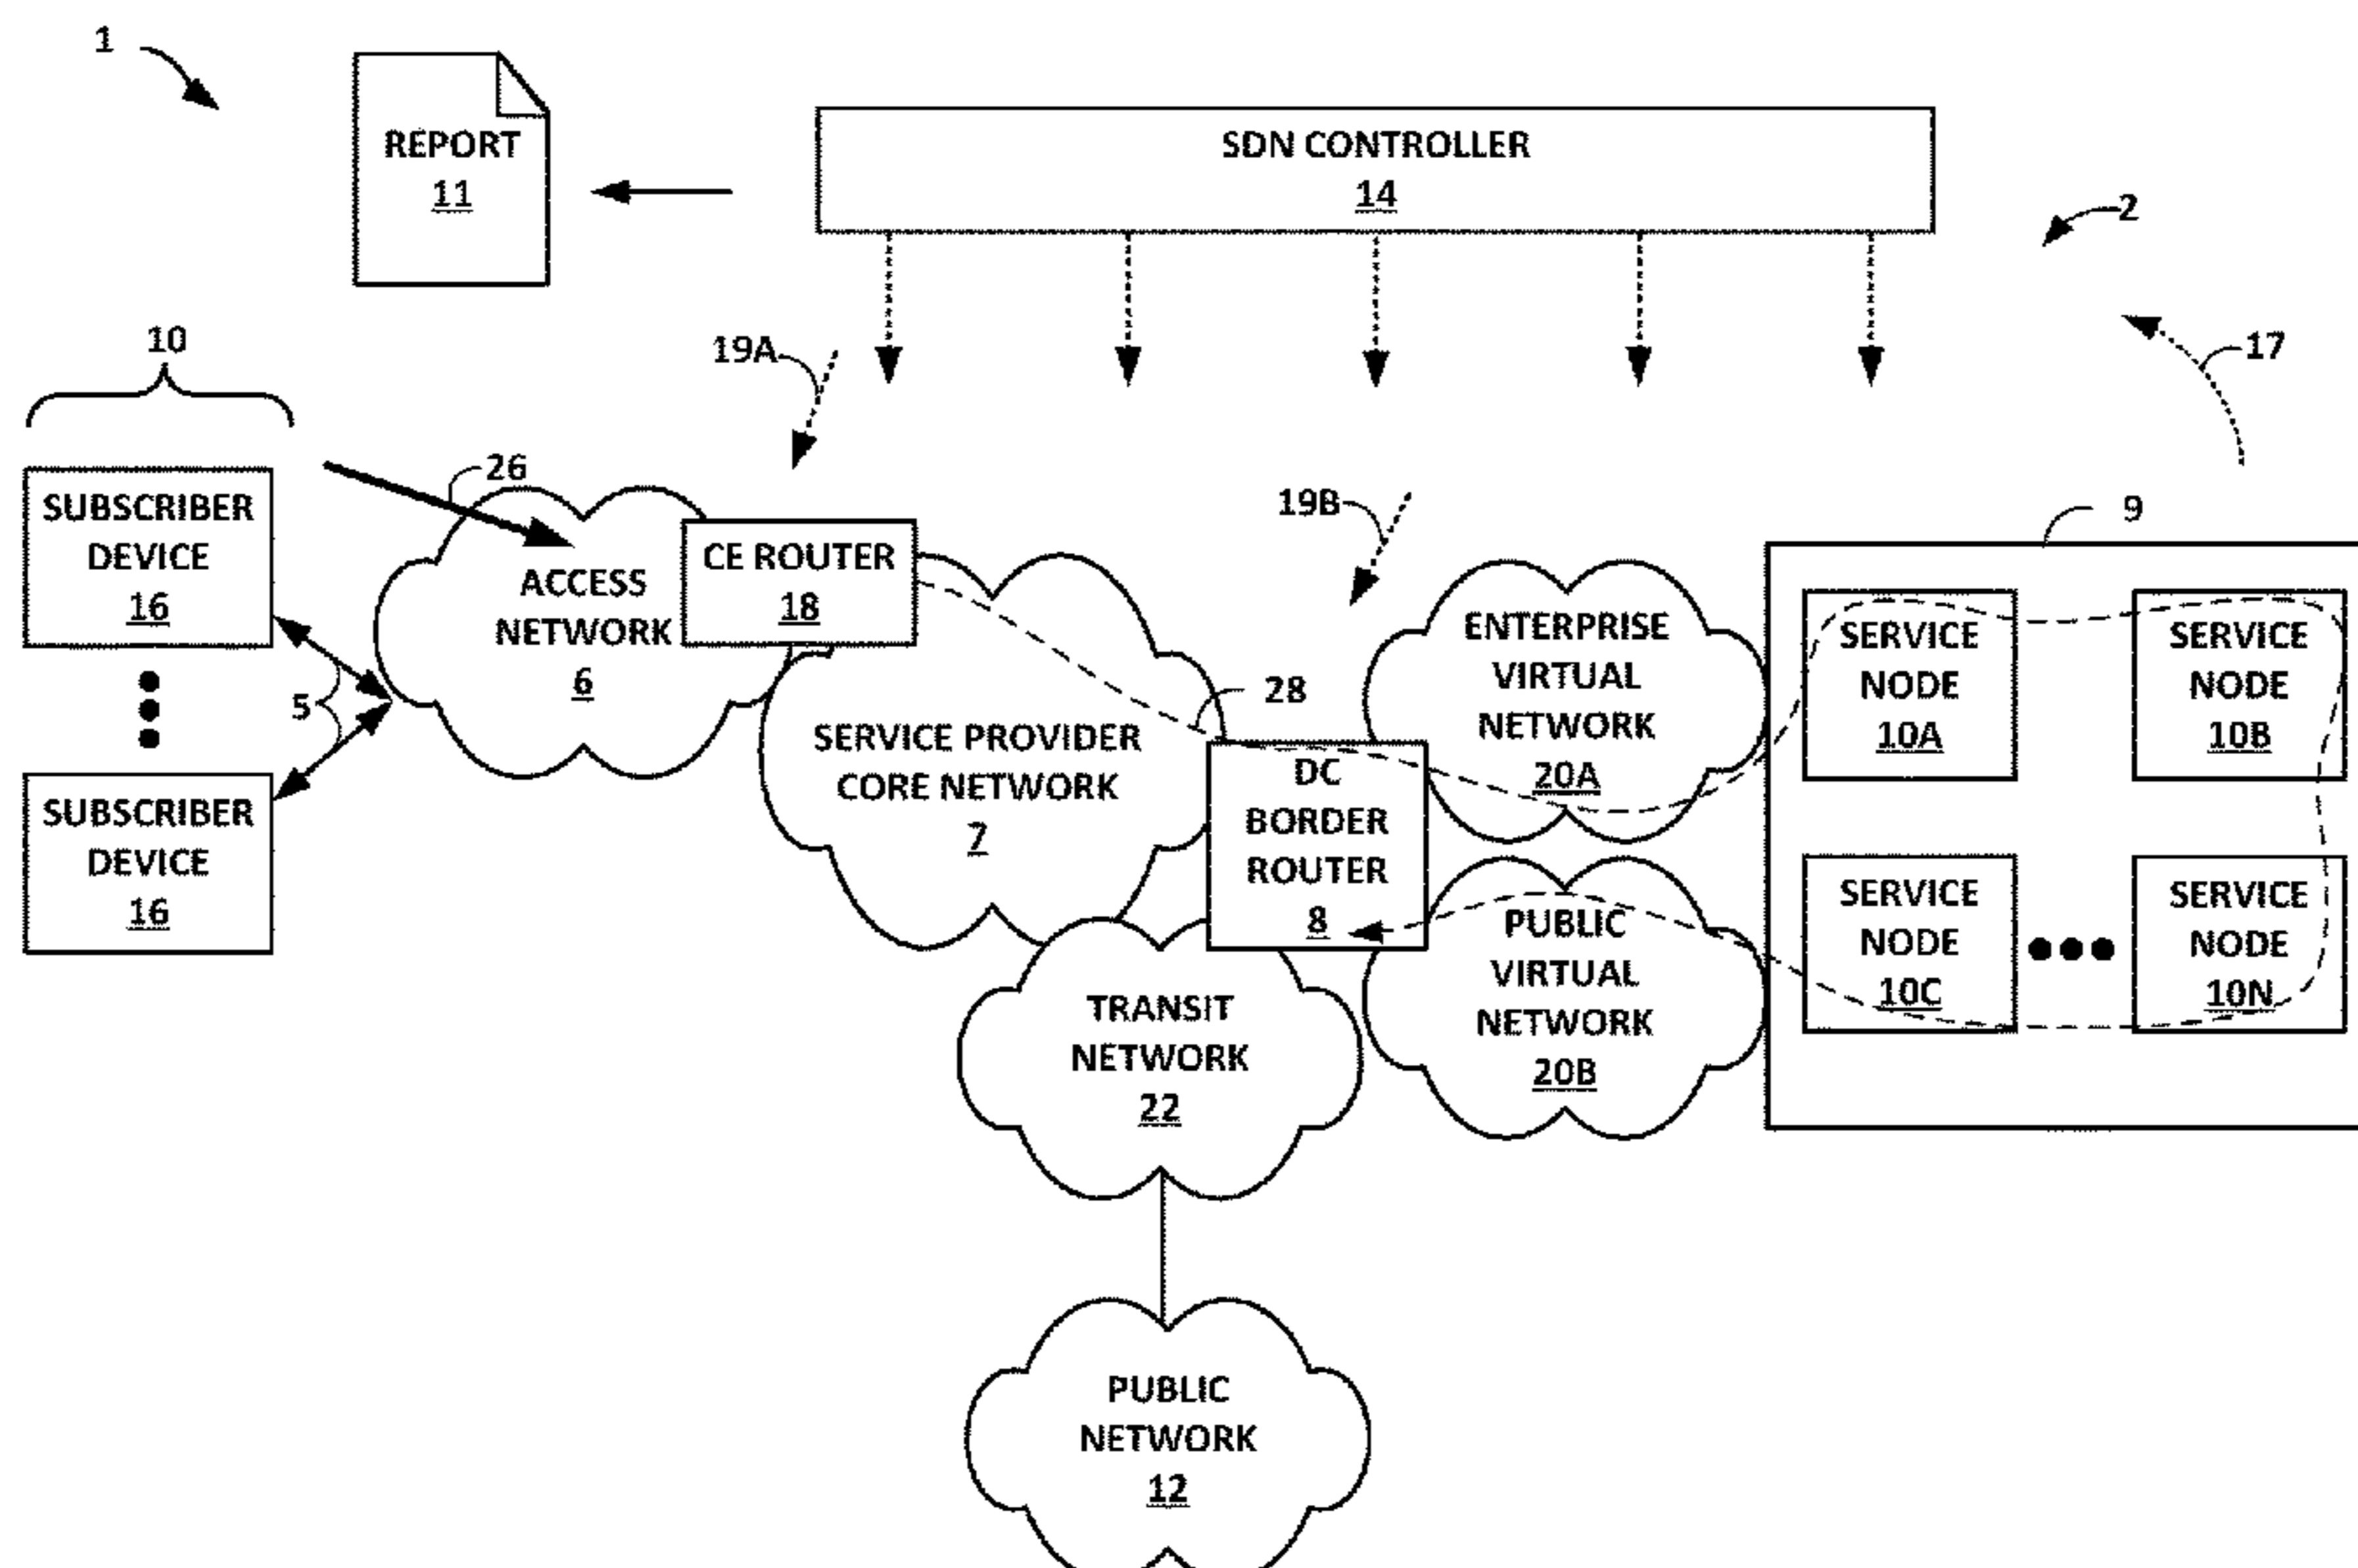 1
REPORT
11
SDN CONTROLLER
14
2
10
19A
17
26
19B
9
SUBSCRIBER
DEVICE
16
5
SUBSCRIBER
DEVICE
16
ACCESS
NETWORK
6
CE ROUTER
18
28
SERVICE PROVIDER
CORE NETWORK
7
DC
BORDER
ROUTER
8
ENTERPRISE
VIRTUAL
NETWORK
20A
PUBLIC
VIRTUAL
NETWORK
20B
SERVICE
NODE
10A
SERVICE
NODE
10B
SERVICE
NODE
10C
SERVICE
NODE
10N
TRANSIT
NETWORK
22
PUBLIC
NETWORK
12